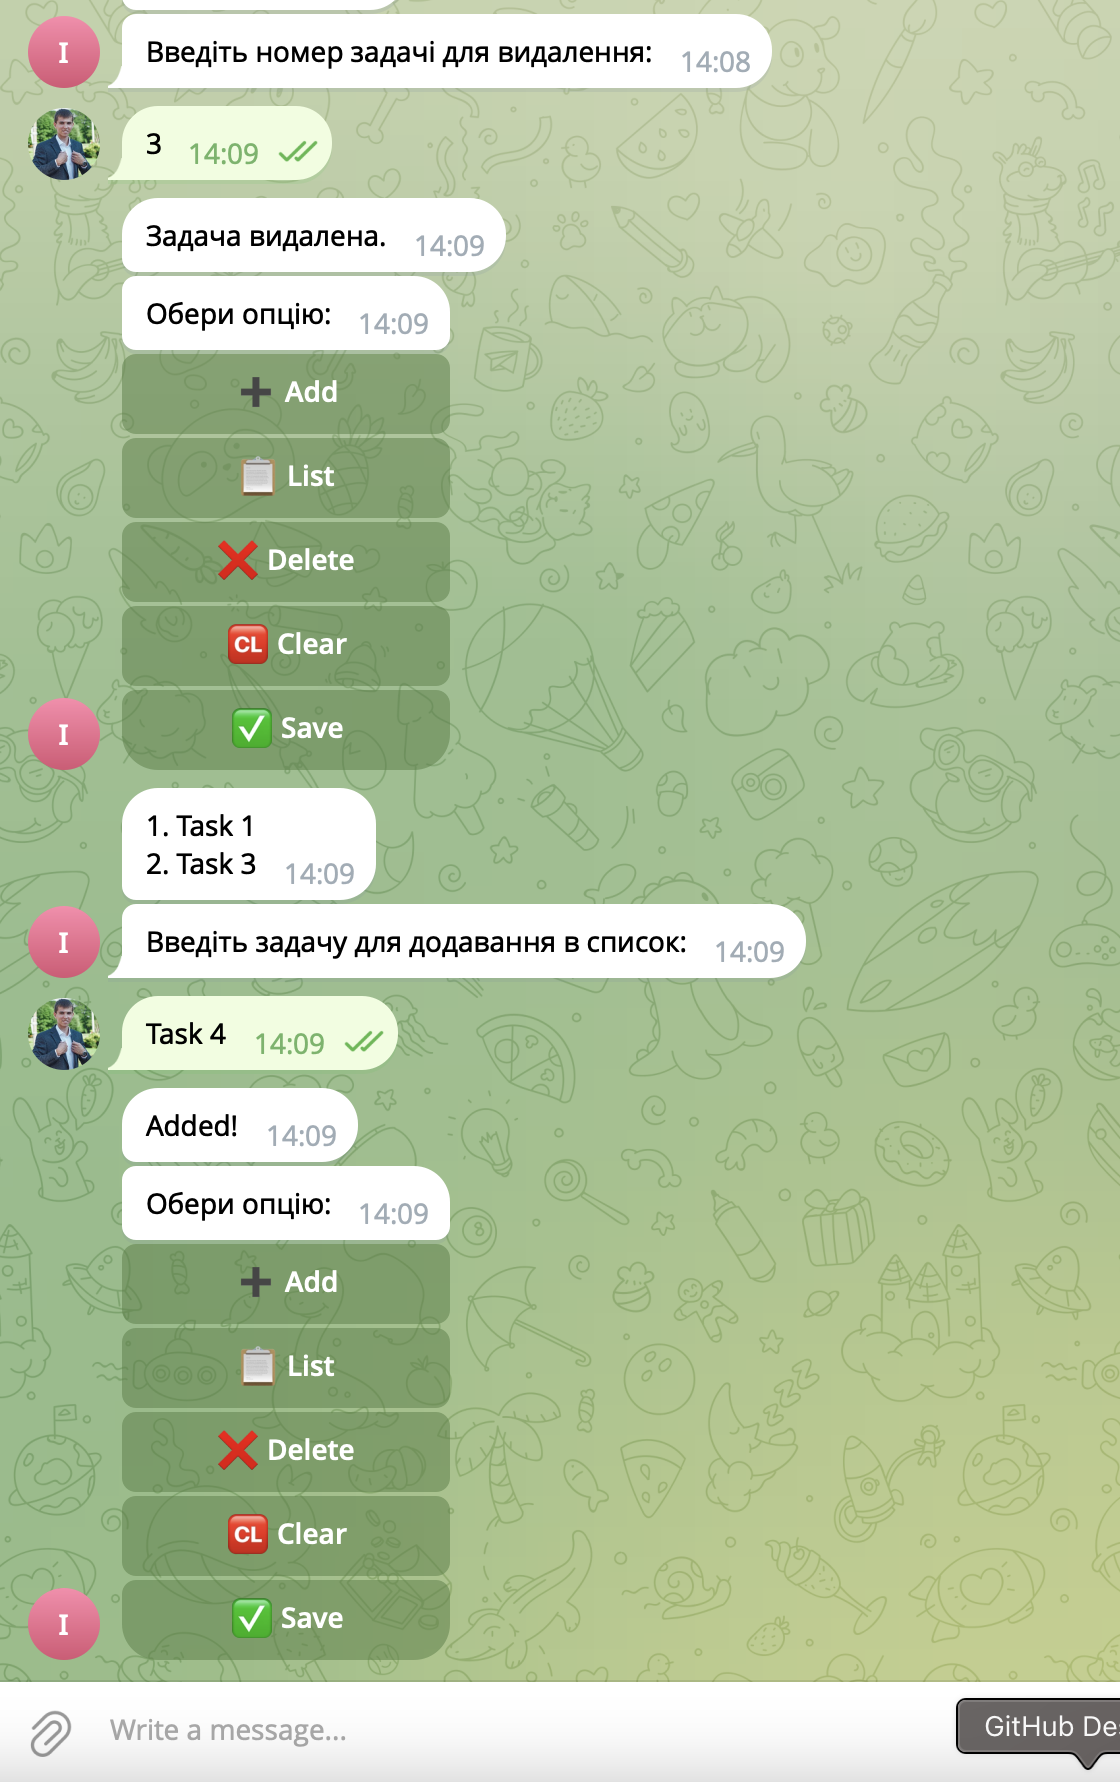 I
Введіть номер задачі для видалення: 14:08
3 14:09
Задача видалена. 14:09
Обери опцію: 14:09
Add
List
Delete
CL Clear
I
Save
1. Task 1
2. Task 3 14:09
I
Введіть задачу для додавання в список: 14:09
Task 4 14:09
Added! 14:09
Обери опцію: 14:09
Add
List
Delete
CL Clear
I
Save
Write a message...
GitHub De